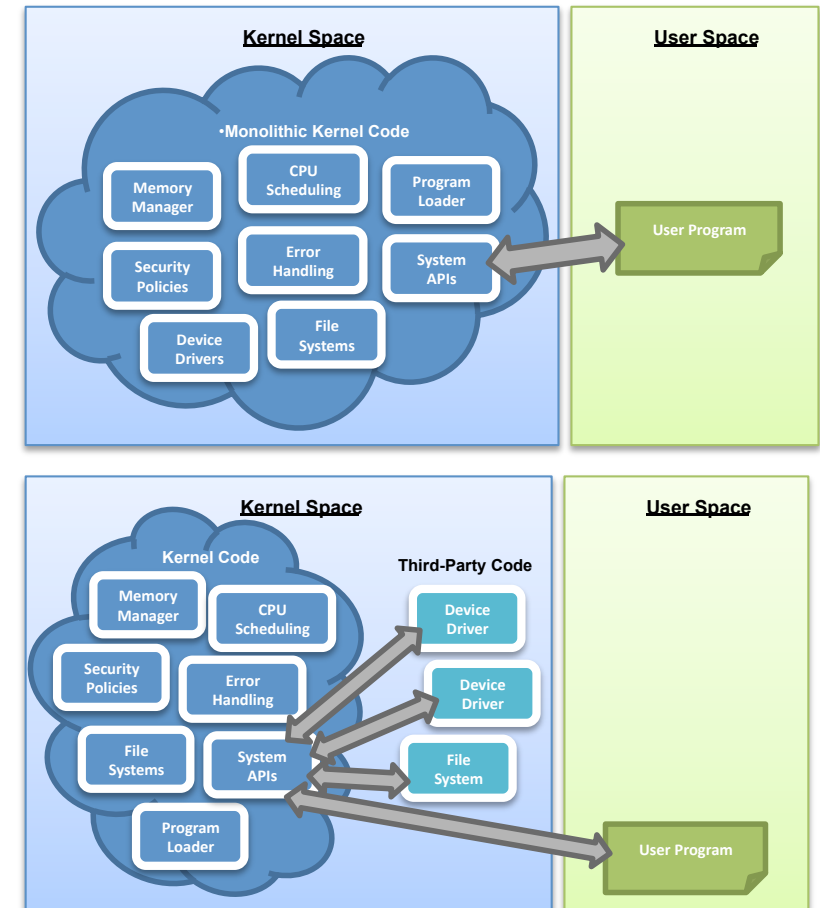 Kernel Space
User Space
•Monolithic Kernel Code
Memory
Manager
CPU
Scheduling
Program
Loader
Security
Policies
Error
Handling
System
APIs
Device
Drivers
File
Systems
User Program
Kernel Space
User Space
Kernel Code
Third-Party Code
Memory
Manager
CPU
Scheduling
Device
Driver
Security
Policies
Error
Handling
Device
Driver
File
Systems
System
APIs
File
System
Program
Loader
User Program